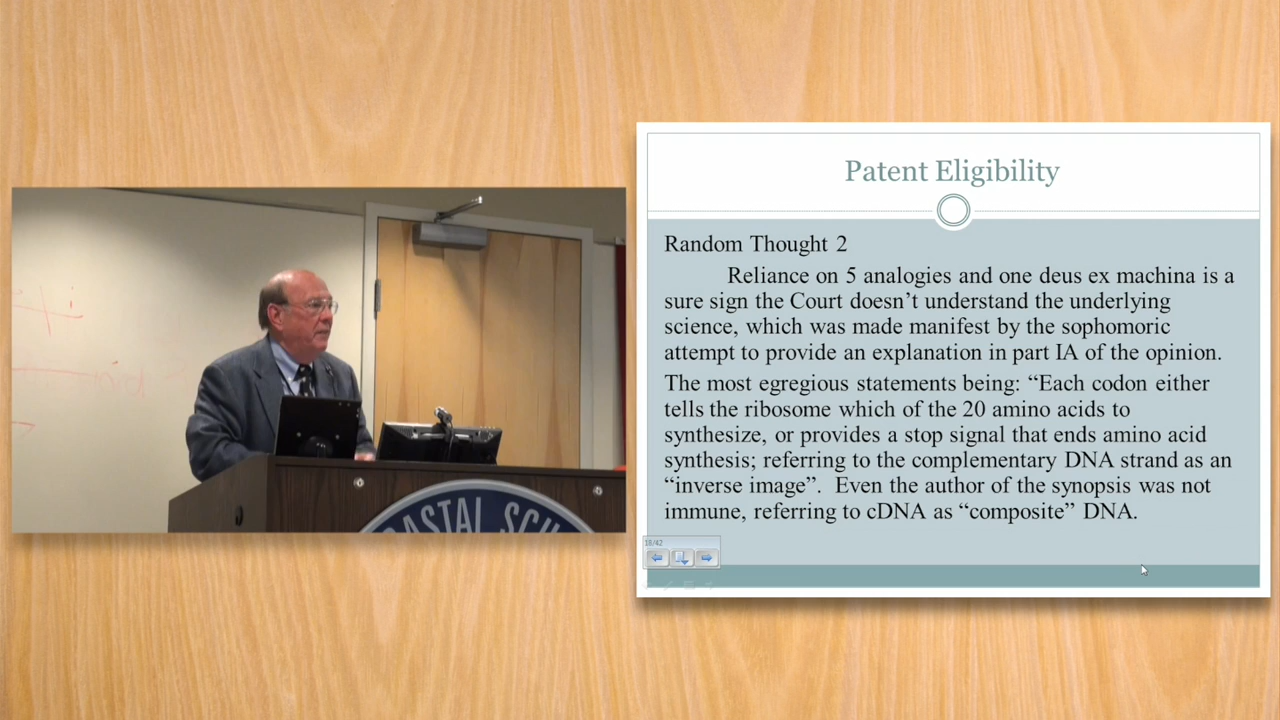 Patent Eligibility
Random Thought 2
Reliance on 5 analogies and one deus ex machina is a
sure sign the Court doesn’t understand the underlying
science, which was made manifest by the sophomoric
attempt to provide an explanation in part IA of the opinion.
The most egregious statements being: “Each codon either
tells the ribosome which of the 20 amino acids to
synthesize, or provides a stop signal that ends amino acid
synthesis; referring to the complementary DNA strand as an
“inverse image”. Even the author of the synopsis was not
immune, referring to cDNA as “composite” DNA.
18/42